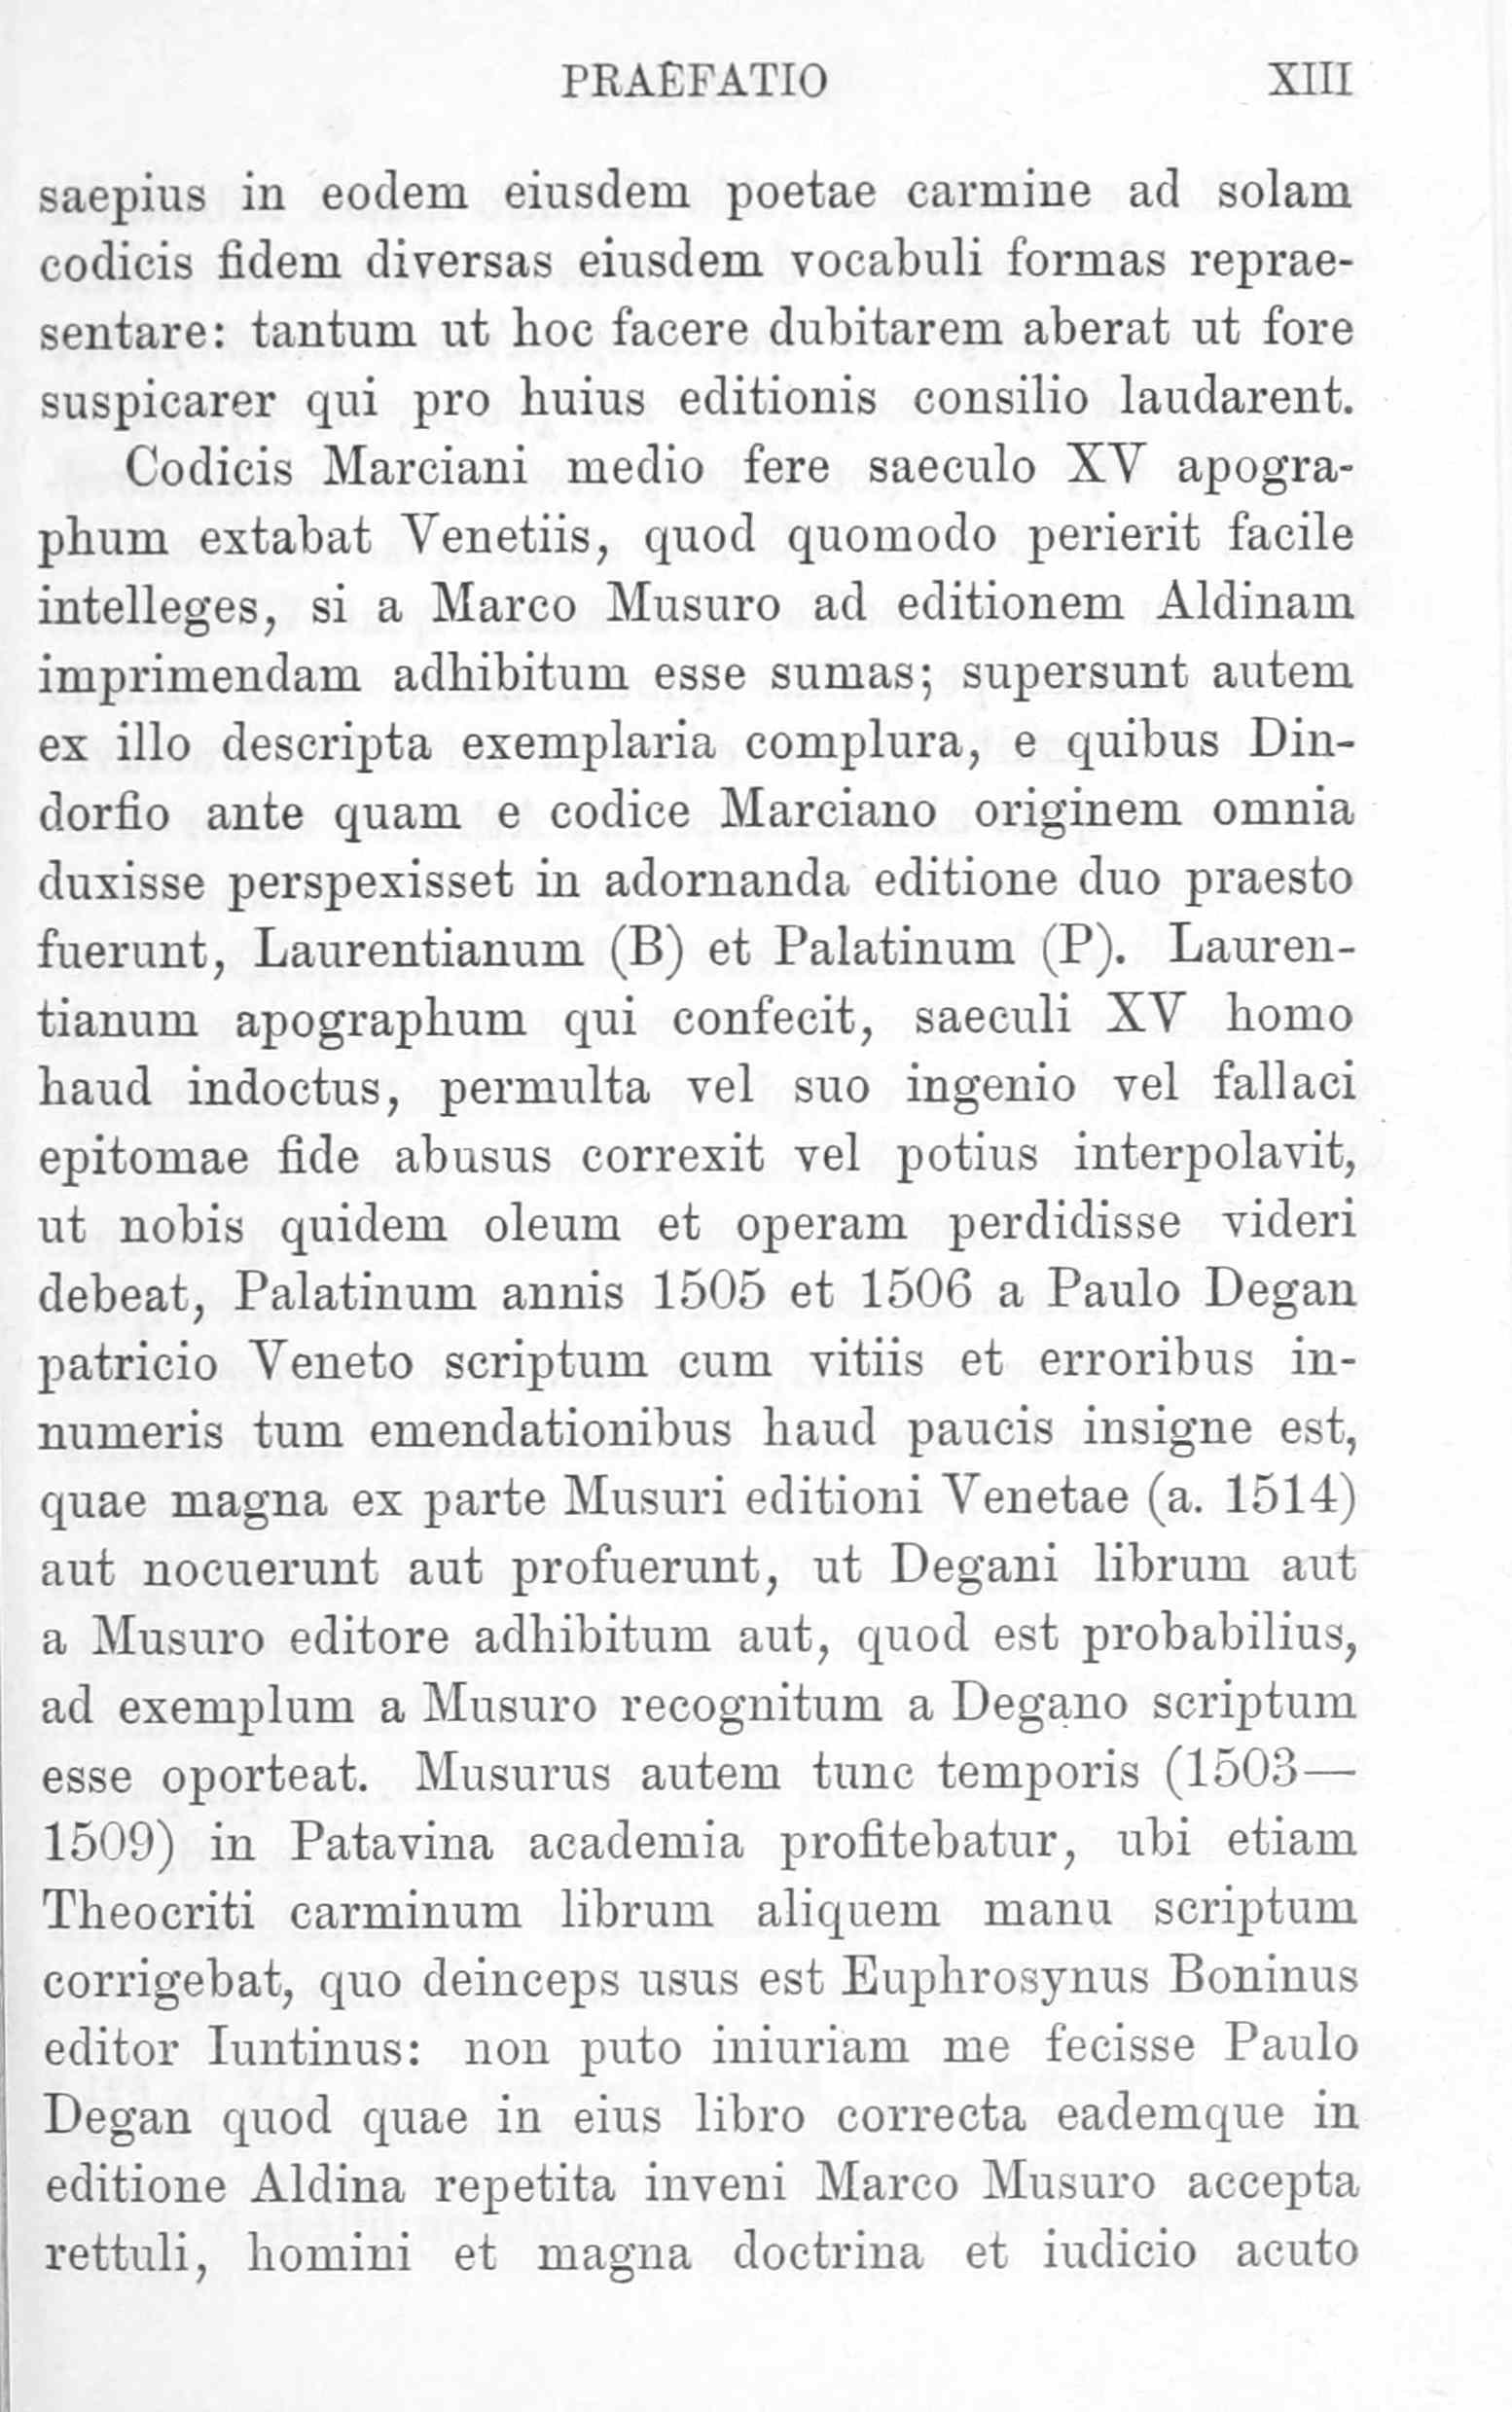 PRAEFATIO XIII
saepius in eodem eiusdem poetae carmine ad solam
codicis fidem diversas eiusdem vocabuli formas reprae-
sentare: tantum ut hoc facere dubitarem aberat ut fore
suspicarer qui pro huius editionis consilio laudarent.
Codicis Marciani medio fere saeculo XV apogra-
phum extabat Venetiis, quod quomodo perierit facile
intelleges, si a Marco Musuro ad editionem Aldinam
imprimendam adhibitum esse sumas; supersunt autem
ex illo descripta exemplaria complura, e quibus Din-
dorfio ante quam e codice Marciano originem omnia
duxisse perspexisset in adornanda editione duo praesto
fuerunt, Laurentianum (B) et Palatinum (P). Lauren-
tianum apographum qui confecit, saeculi XV homo
haud indoctus, permulta vel suo ingenio vel fallaci
epitomae fide abusus correxit vel potius interpolavit,
ut nobis quidem oleum et operam perdidisse videri
debeat, Palatinum annis 1505 et 1506 a Paulo Degan
patricio Veneto scriptum cum vitiis et erroribus in-
numeris tum emendationibus haud paucis insigne est,
quae magna ex parte Musuri editioni Venetae (a. 1514)
aut nocuerunt aut profuerunt, ut Degani librum aut
a Musuro editore adhibitum aut, quod est probabilius,
ad exemplum a Musuro recognitum a Degano scriptum
esse oporteat. Musurus autem tunc temporis (1503—
1509) in Patavina academia profitebatur, ubi etiam
Theocriti carminum librum aliquem manu scriptum
corrigebat, quo deinceps usus est Euphrosynus Boninus
editor Iuntinus: non puto iniuriam me fecisse Paulo
Degan quod quae in eius libro correcta eademque in
editione Aldina repetita inveni Marco Musuro accepta
rettuli, homini et magna doctrina et iudicio acuto